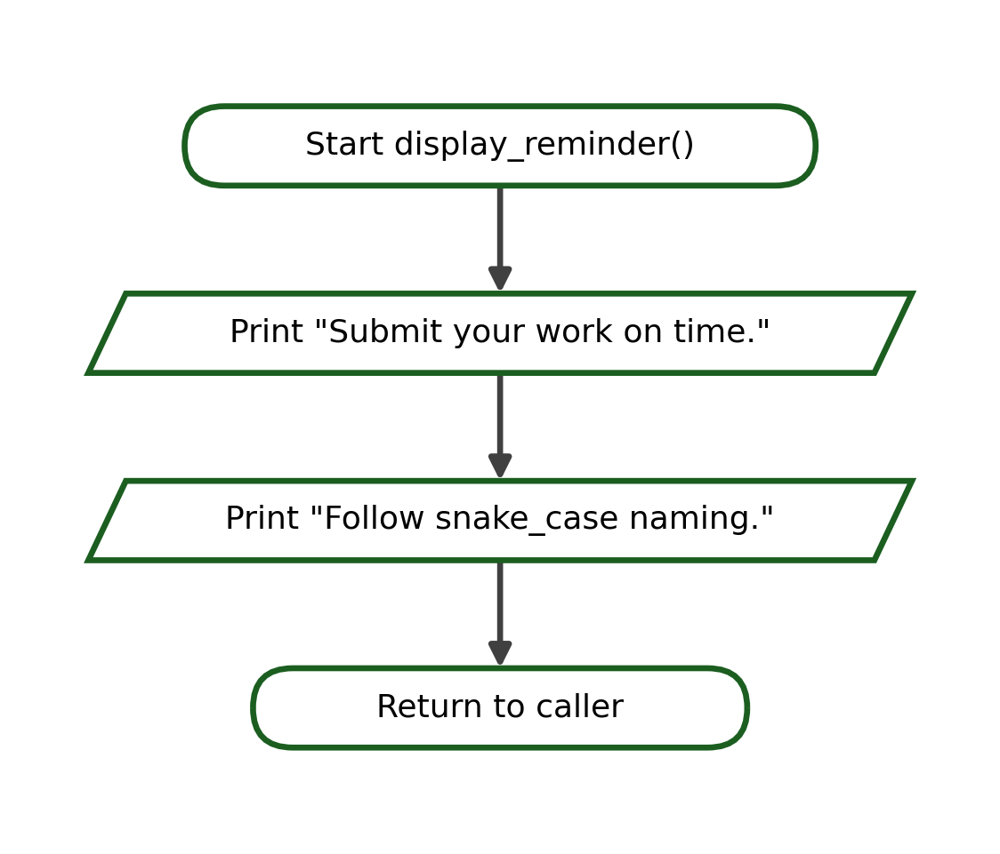 Start display_reminder()
Print "Submit your work on time."
Print "Follow snake_case naming."
Return to caller